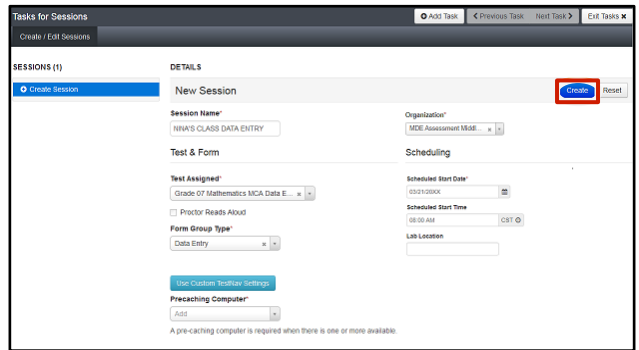 Tasks for Sessions
Add Task
Previous Task
Next Task
Exit Tasks ×
Create / Edit Sessions
SESSIONS (1)
DETAILS
Create Session
New Session
Create
Reset
Session Name*
Organization*
NINA'S CLASS DATA ENTRY
MDE Assessment Middl... ×
Test & Form
Scheduling
Test Assigned*
Scheduled Start Date*
Grade 07 Mathematics MCA Data E... ×
03/21/20XX
Proctor Reads Aloud
Scheduled Start Time
08:00 AM
CST
Form Group Type*
Lab Location
Data Entry ×
Use Custom TestNav Settings
Precaching Computer*
Add
A pre-caching computer is required when there is one or more available.